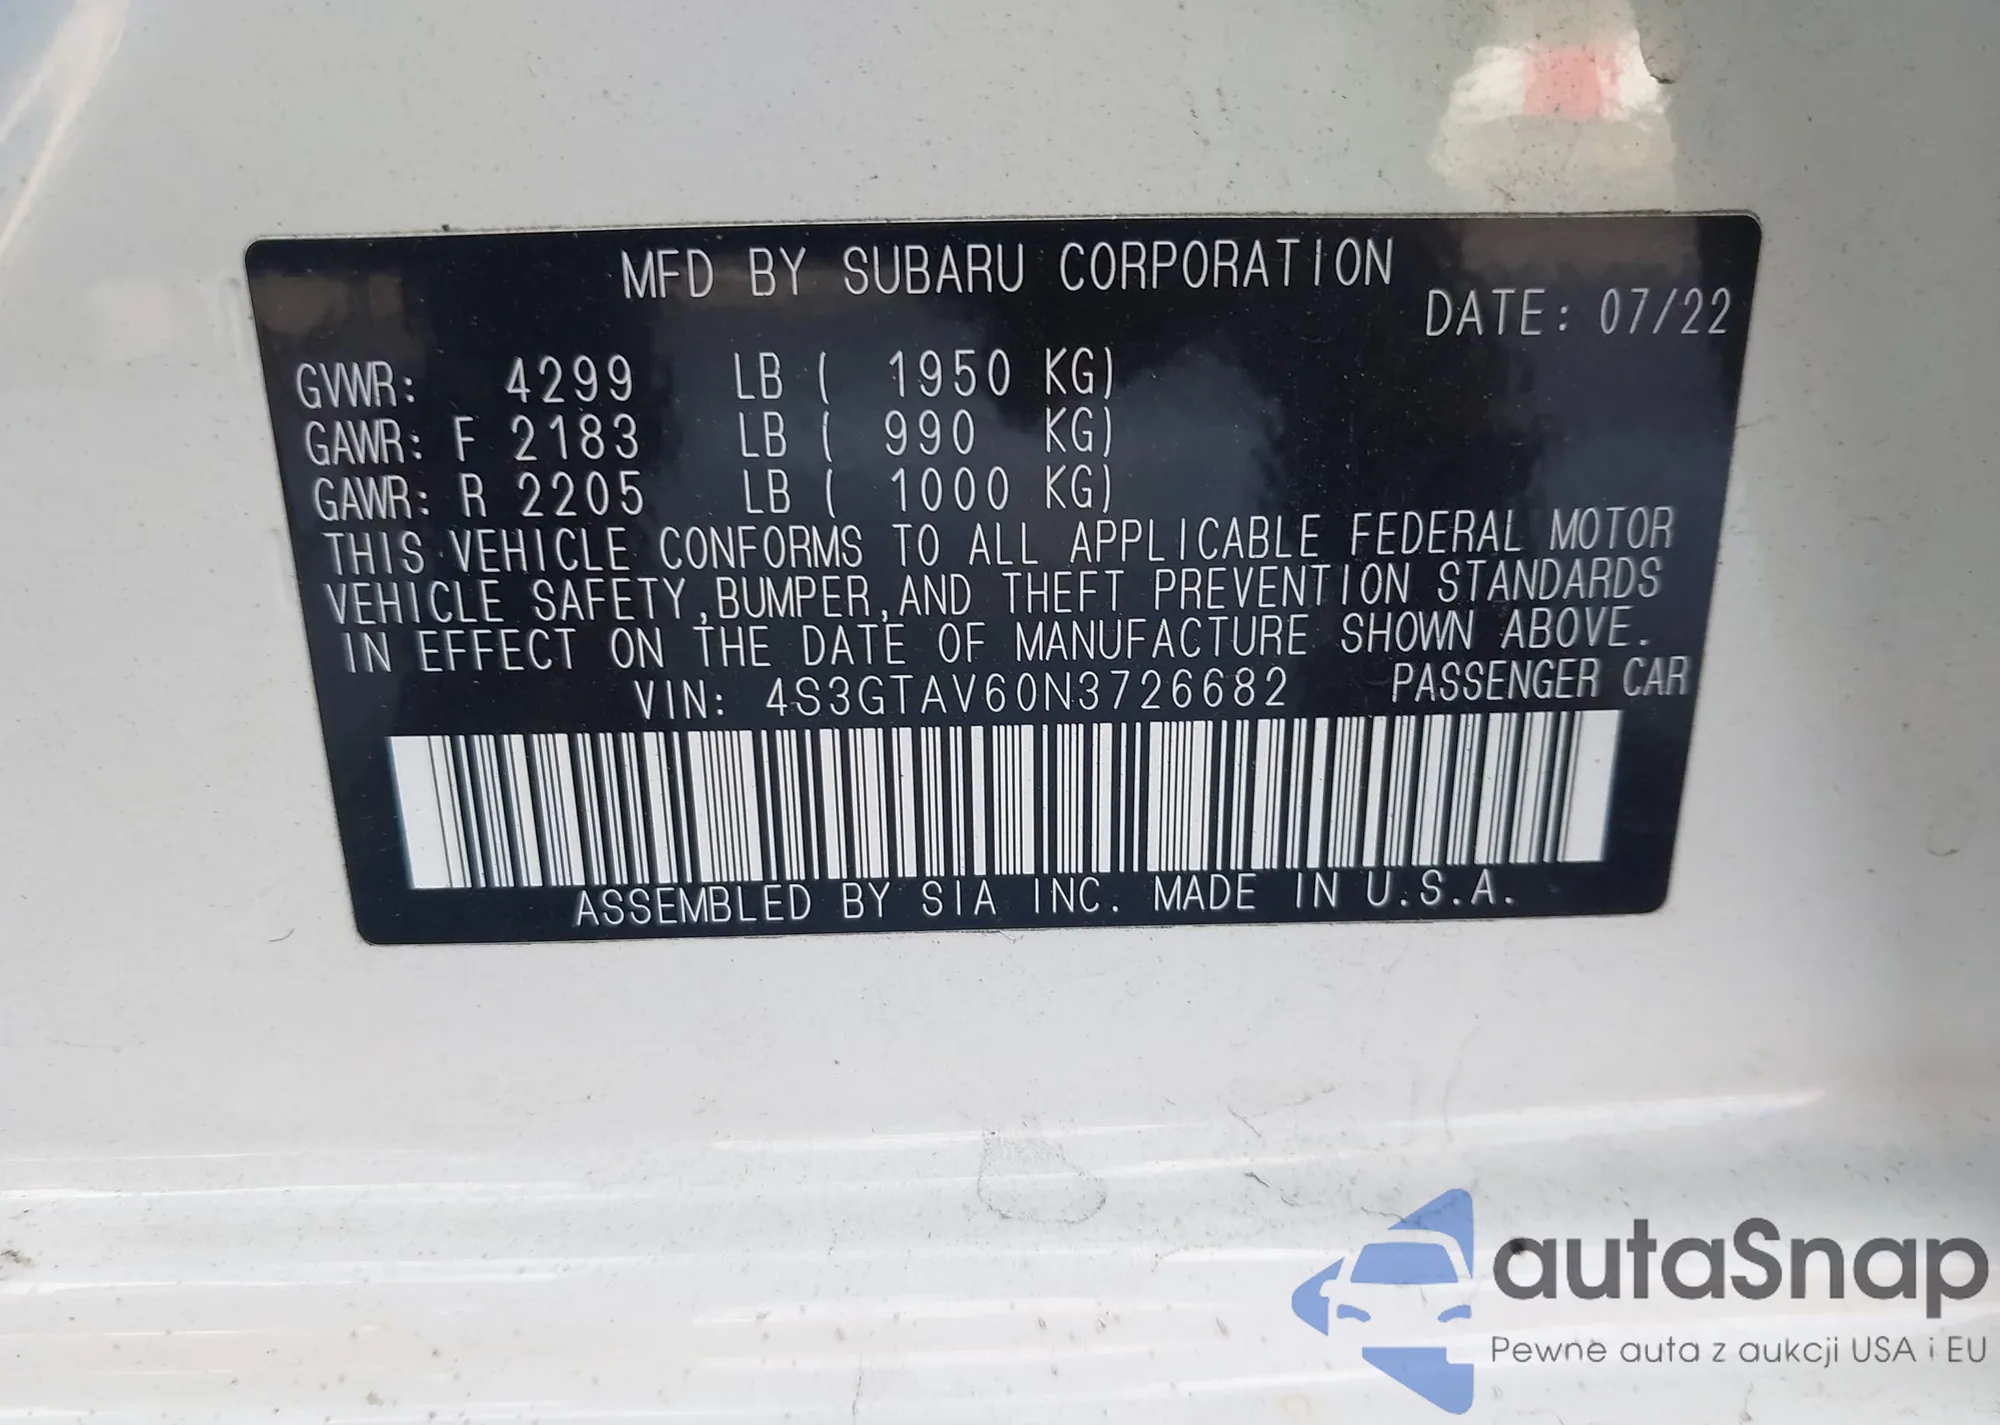 MFD BY SUBARU CORPORATION
DATE: 07/22
GVWR: 4299 LB ( 1950 KG)
GAWR: F 2183 LB ( 990 KG)
GAWR: R 2205 LB ( 1000 KG)
THIS VEHICLE CONFORMS TO ALL APPLICABLE FEDERAL MOTOR
VEHICLE SAFETY,BUMPER,AND THEFT PREVENTION STANDARDS
IN EFFECT ON THE DATE OF MANUFACTURE SHOWN ABOVE.
VIN: 4S3GTAV60N3726682 PASSENGER CAR
ASSEMBLED BY SIA INC. MADE IN U.S.A.
autaSnap
Pewne auta z aukcji USA i EU